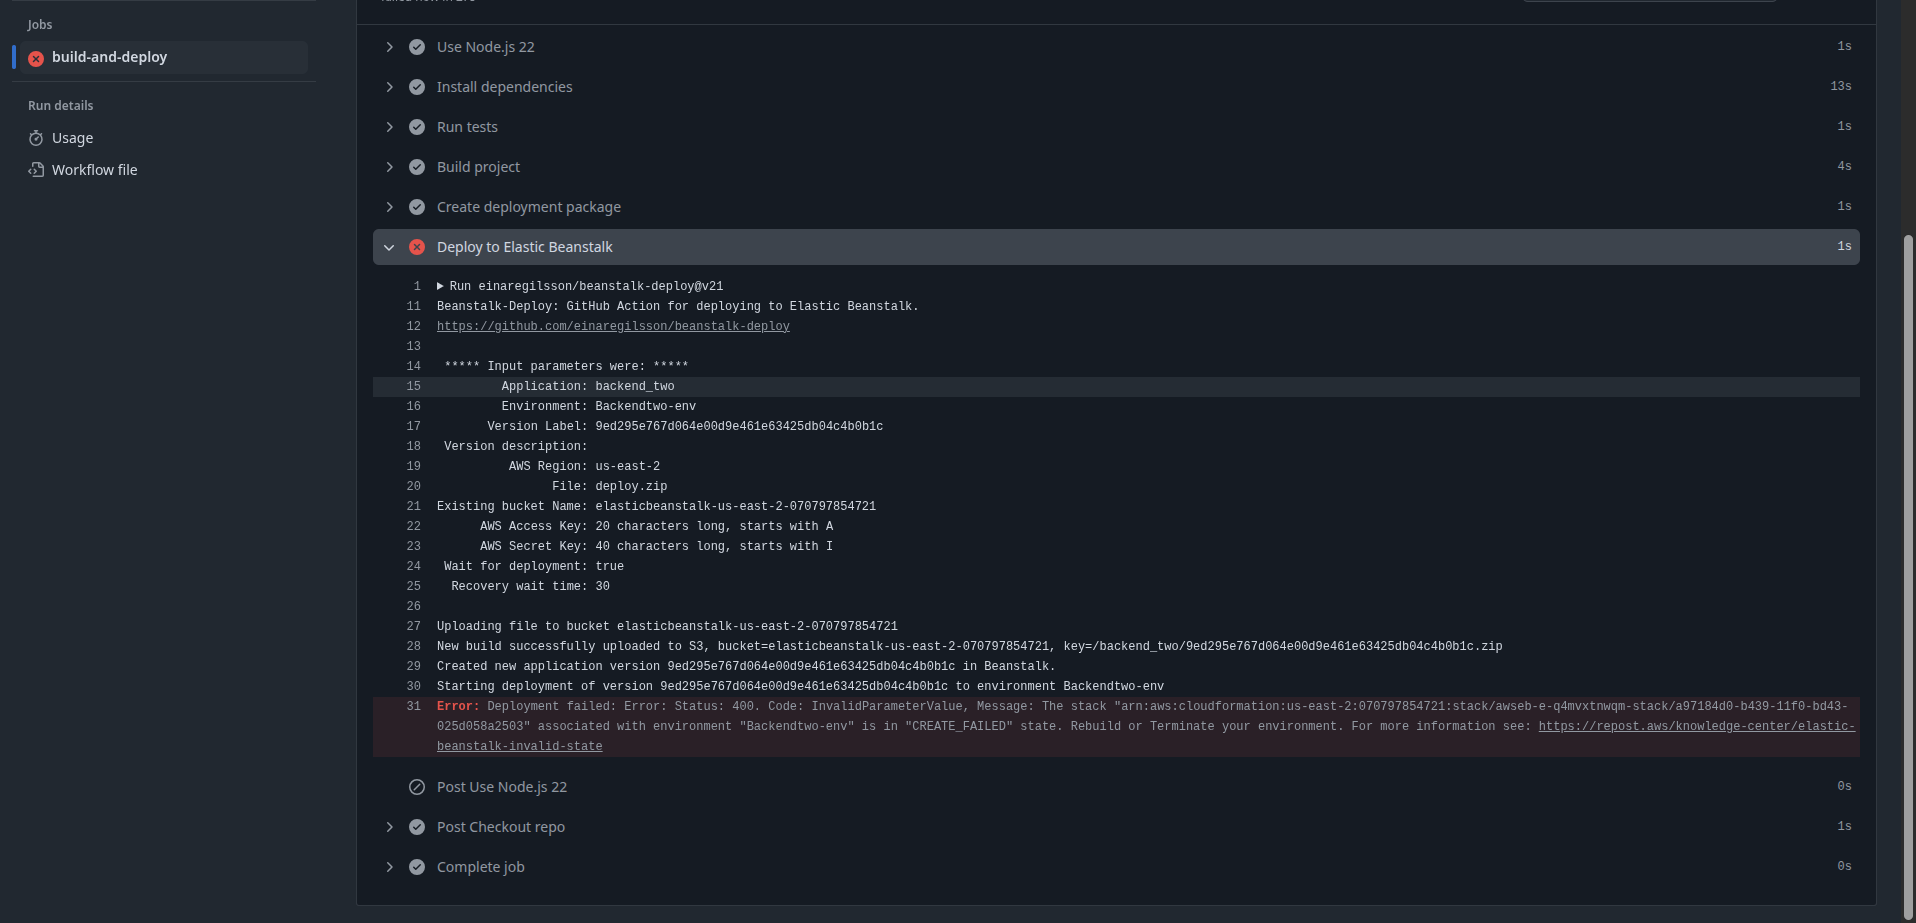 Jobs
build-and-deploy
Run details
Usage
Workflow file
Use Node.js 22 1s
Install dependencies 13s
Run tests 1s
Build project 4s
Create deployment package 1s
Deploy to Elastic Beanstalk 1s
1 Run einaregilsson/beanstalk-deploy@v21
11 Beanstalk-Deploy: GitHub Action for deploying to Elastic Beanstalk.
12 https://github.com/einaregilsson/beanstalk-deploy
13
14 ***** Input parameters were: *****
15 Application: backend_two
16 Environment: Backendtwo-env
17 Version Label: 9ed295e767d064e00d9e461e63425db04c4b0b1c
18 Version description:
19 AWS Region: us-east-2
20 File: deploy.zip
21 Existing bucket Name: elasticbeanstalk-us-east-2-070797854721
22 AWS Access Key: 20 characters long, starts with A
23 AWS Secret Key: 40 characters long, starts with I
24 Wait for deployment: true
25 Recovery wait time: 30
26
27 Uploading file to bucket elasticbeanstalk-us-east-2-070797854721
28 New build successfully uploaded to S3, bucket=elasticbeanstalk-us-east-2-070797854721, key=/backend_two/9ed295e767d064e00d9e461e63425db04c4b0b1c.zip
29 Created new application version 9ed295e767d064e00d9e461e63425db04c4b0b1c in Beanstalk.
30 Starting deployment of version 9ed295e767d064e00d9e461e63425db04c4b0b1c to environment Backendtwo-env
31 Error: Deployment failed: Error: Status: 400. Code: InvalidParameterValue, Message: The stack "arn:aws:cloudformation:us-east-2:070797854721:stack/awseb-e-q4mvxtnwqm-stack/a97184d0-b439-11f0-bd43-
025d058a2503" associated with environment "Backendtwo-env" is in "CREATE_FAILED" state. Rebuild or Terminate your environment. For more information see: https://repost.aws/knowledge-center/elastic-
beanstalk-invalid-state
Post Use Node.js 22 0s
Post Checkout repo 1s
Complete job 0s